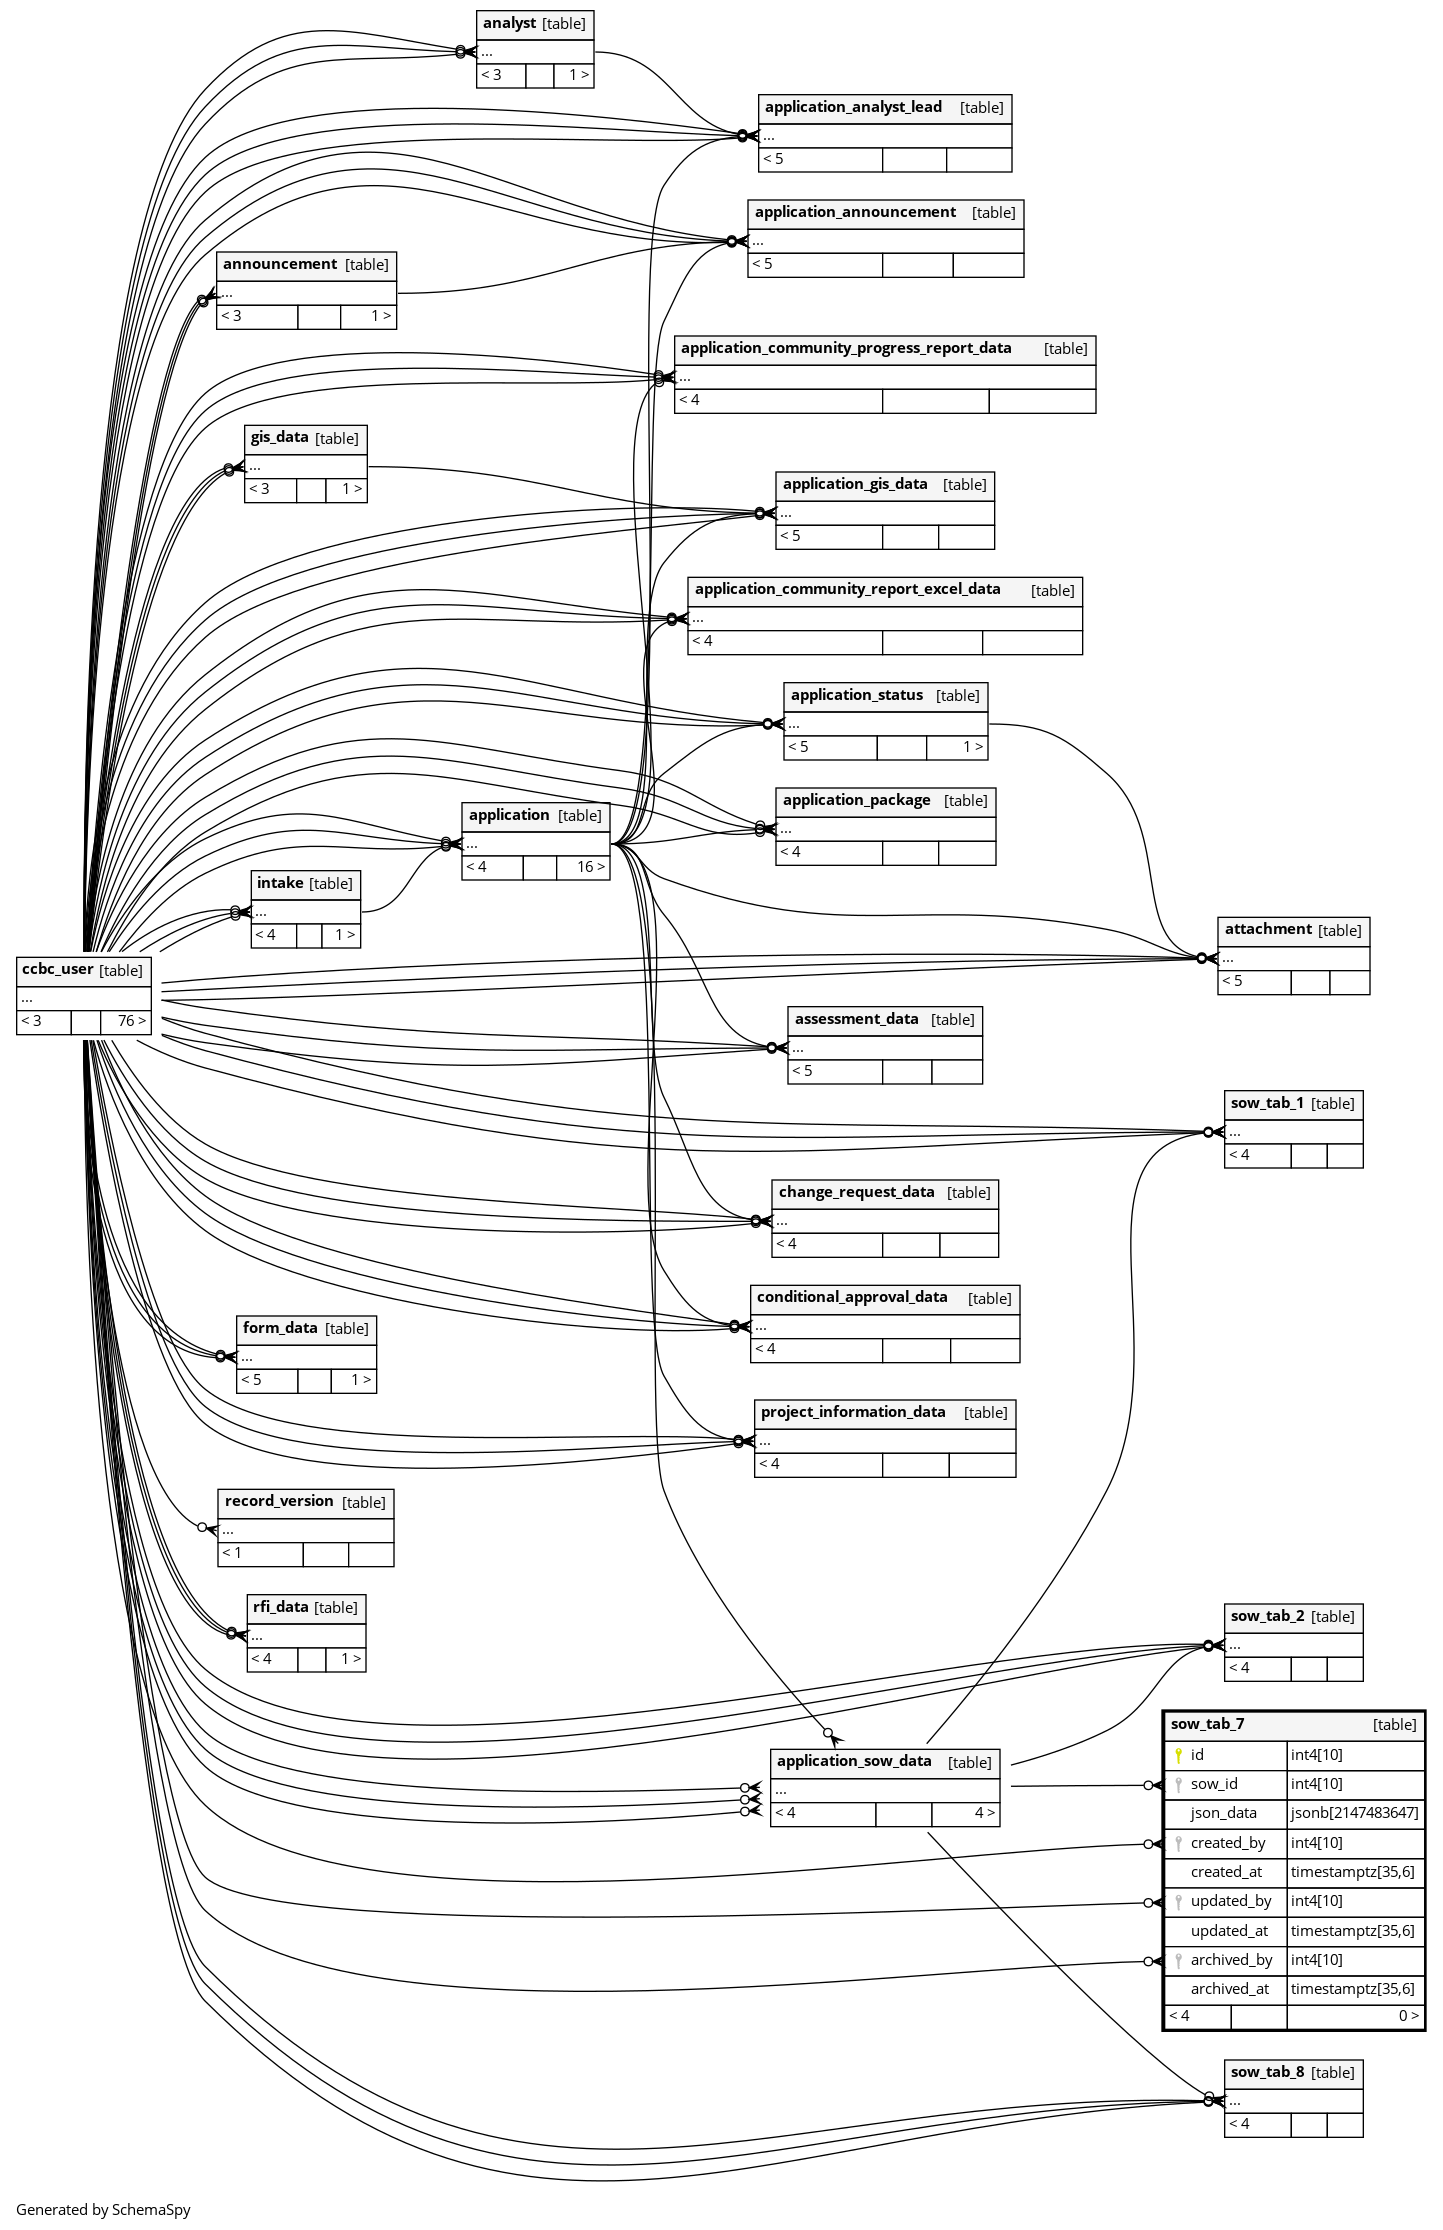 analyst [table]
...
< 3 1 >
application_analyst_lead [table]
...
< 5
application_announcement [table]
...
< 5
announcement [table]
...
< 3 1 >
application_community_progress_report_data [table]
...
< 4
gis_data [table]
...
< 3 1 >
application_gis_data [table]
...
< 5
application_community_report_excel_data [table]
...
< 4
application_status [table]
...
< 5 1 >
application_package [table]
...
< 4
application [table]
...
< 4 16 >
intake [table]
...
< 4 1 >
attachment [table]
...
< 5
ccbc_user [table]
...
< 3 76 >
assessment_data [table]
...
< 5
sow_tab_1 [table]
...
< 4
change_request_data [table]
...
< 4
conditional_approval_data [table]
...
< 4
form_data [table]
...
< 5 1 >
project_information_data [table]
...
< 4
record_version [table]
...
< 1
rfi_data [table]
...
< 4 1 >
sow_tab_2 [table]
...
< 4
application_sow_data [table]
...
< 4 4 >
sow_tab_7 [table]
id int4[10]
sow_id int4[10]
json_data jsonb[2147483647]
created_by int4[10]
created_at timestamptz[35,6]
updated_by int4[10]
updated_at timestamptz[35,6]
archived_by int4[10]
archived_at timestamptz[35,6]
< 4 0 >
sow_tab_8 [table]
...
< 4
Generated by SchemaSpy